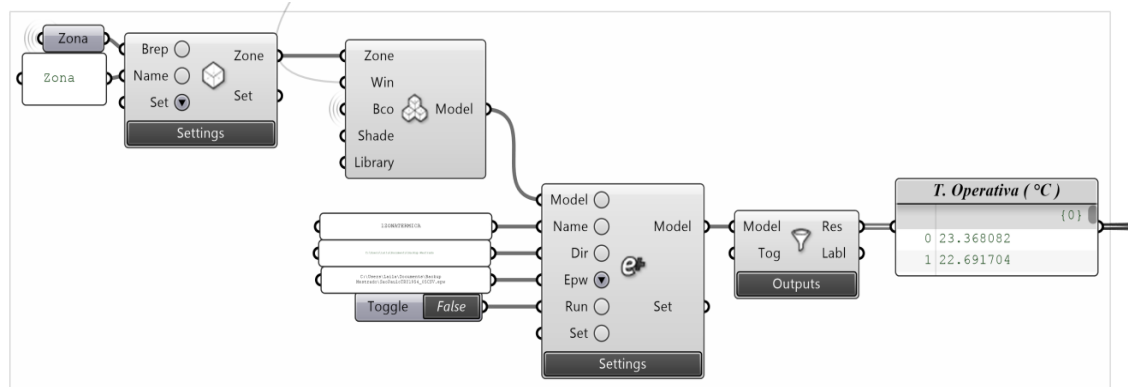 Zona
Zona
Brep
Name
Set
Zone
Set
Settings
Zone
Win
Bco
Shade
Library
Model
LIGHATERMICA
Model
Name
Dir
Epw
Run
Set
Model
Set
Settings
Toggle False
Model
Tog
Res
Labl
Outputs
T. Operativa ( °C )
{0}
0 23.368082
1 22.691704